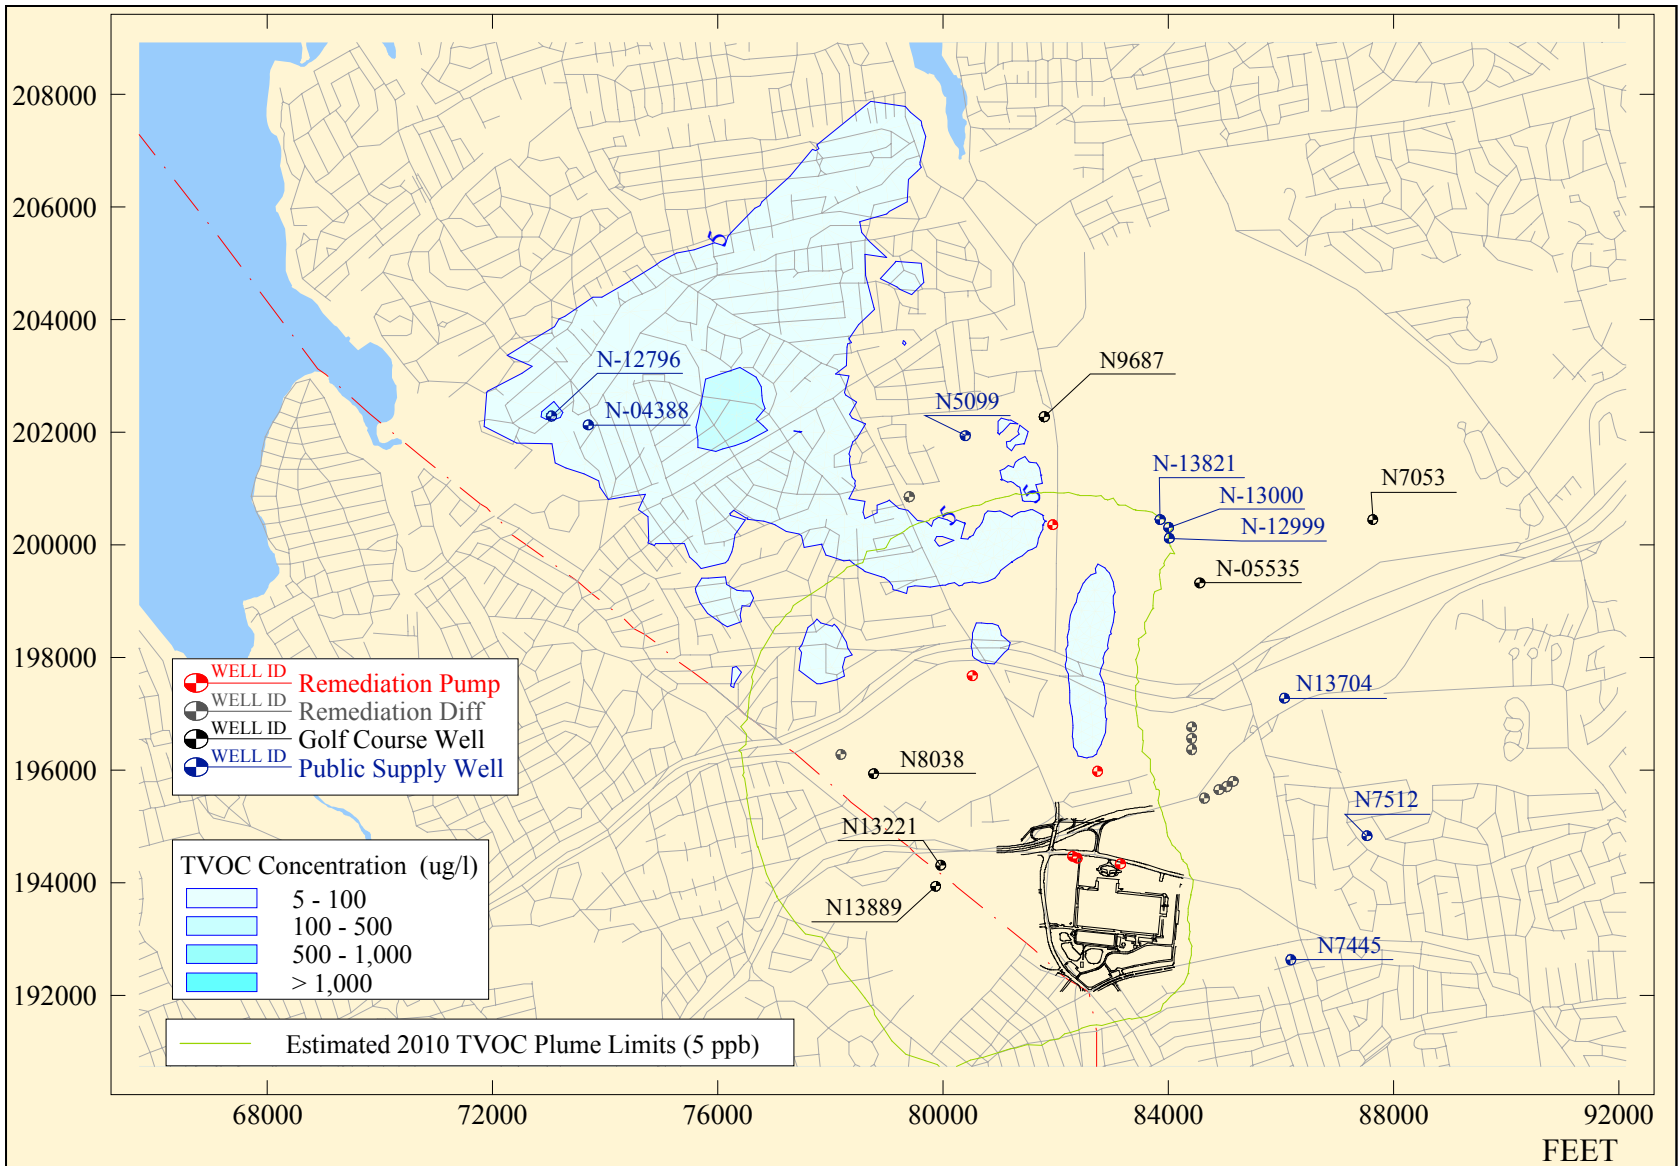 208000
206000
204000
202000
200000
198000
196000
194000
192000
5
N-12796
N-04388
N9687
N5099
N-13821
N-13000
N-12999
N7053
5
5
N-05535
N13704
N8038
N7512
N13221
N13889
N7445
WELL ID Remediation Pump
WELL ID Remediation Diff
WELL ID Golf Course Well
WELL ID Public Supply Well
TVOC Concentration (ug/l)
5 - 100
100 - 500
500 - 1,000
> 1,000
Estimated 2010 TVOC Plume Limits (5 ppb)
68000 72000 76000 80000 84000 88000 92000
FEET